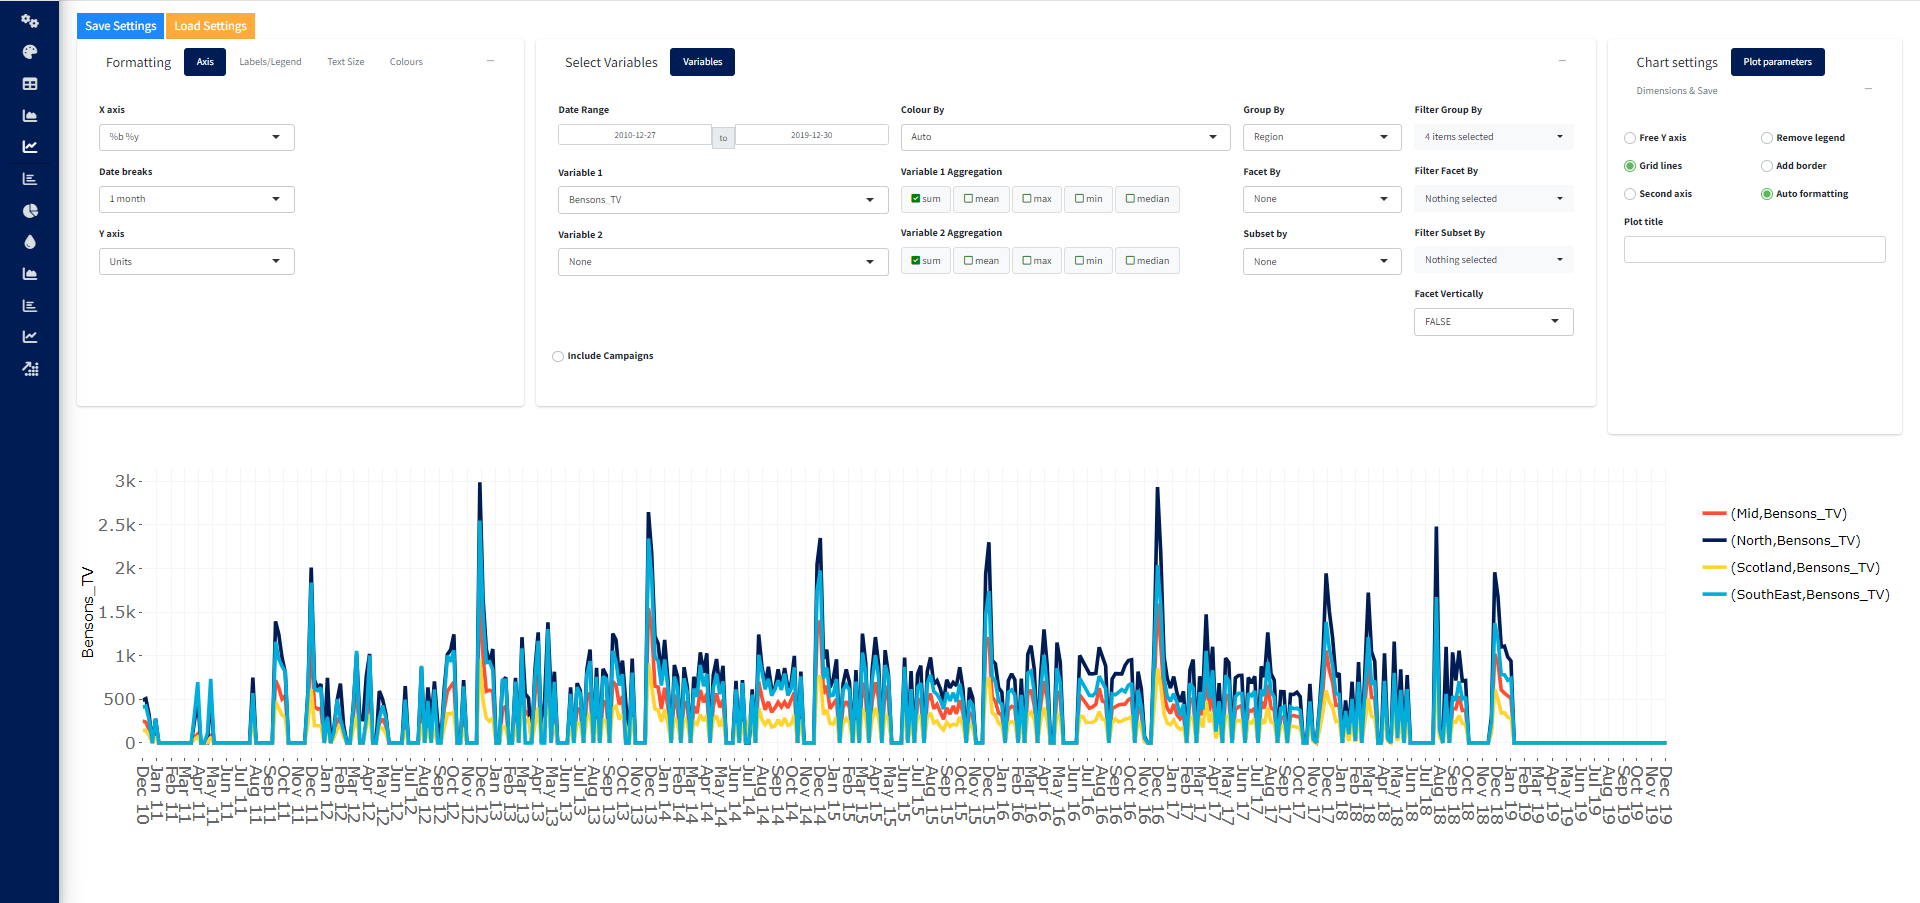 Save Settings
Load Settings
Formatting
Axis
Labels/Legend
Text Size
Colours
X axis
%b %y
Date breaks
1 month
Y axis
Units
Select Variables
Variables
Date Range
2010-12-27
to
2019-12-30
Colour By
Auto
Group By
Region
Filter Group By
4 items selected
Variable 1
Bensons_TV
Variable 1 Aggregation
sum
mean
max
min
median
Facet By
None
Filter Facet By
Nothing selected
Variable 2
None
Variable 2 Aggregation
sum
mean
max
min
median
Subset by
None
Filter Subset By
Nothing selected
Facet Vertically
FALSE
Include Campaigns
Chart settings
Plot parameters
Dimensions & Save
Free Y axis
Remove legend
Grid lines
Add border
Second axis
Auto formatting
Plot title
Bensons_TV
3k
2.5k
2k
1.5k
1k
500
0
Dec 10
Jan 11
Feb 11
Mar 11
Apr 11
May 11
Jun 11
Jul 11
Aug 11
Sep 11
Oct 11
Nov 11
Dec 11
Jan 12
Feb 12
Mar 12
Apr 12
May 12
Jun 12
Jul 12
Aug 12
Sep 12
Oct 12
Nov 12
Dec 12
Jan 13
Feb 13
Mar 13
Apr 13
May 13
Jun 13
Jul 13
Aug 13
Sep 13
Oct 13
Nov 13
Dec 13
Jan 14
Feb 14
Mar 14
Apr 14
May 14
Jun 14
Jul 14
Aug 14
Sep 14
Oct 14
Nov 14
Dec 14
Jan 15
Feb 15
Mar 15
Apr 15
May 15
Jun 15
Jul 15
Aug 15
Sep 15
Oct 15
Nov 15
Dec 15
Jan 16
Feb 16
Mar 16
Apr 16
May 16
Jun 16
Jul 16
Aug 16
Sep 16
Oct 16
Nov 16
Dec 16
Jan 17
Feb 17
Mar 17
Apr 17
May 17
Jun 17
Jul 17
Aug 17
Sep 17
Oct 17
Nov 17
Dec 17
Jan 18
Feb 18
Mar 18
Apr 18
May 18
Jun 18
Jul 18
Aug 18
Sep 18
Oct 18
Nov 18
Dec 18
Jan 19
Feb 19
Mar 19
Apr 19
May 19
Jun 19
Jul 19
Aug 19
Sep 19
Oct 19
Nov 19
Dec 19
(Mid,Bensons_TV)
(North,Bensons_TV)
(Scotland,Bensons_TV)
(SouthEast,Bensons_TV)